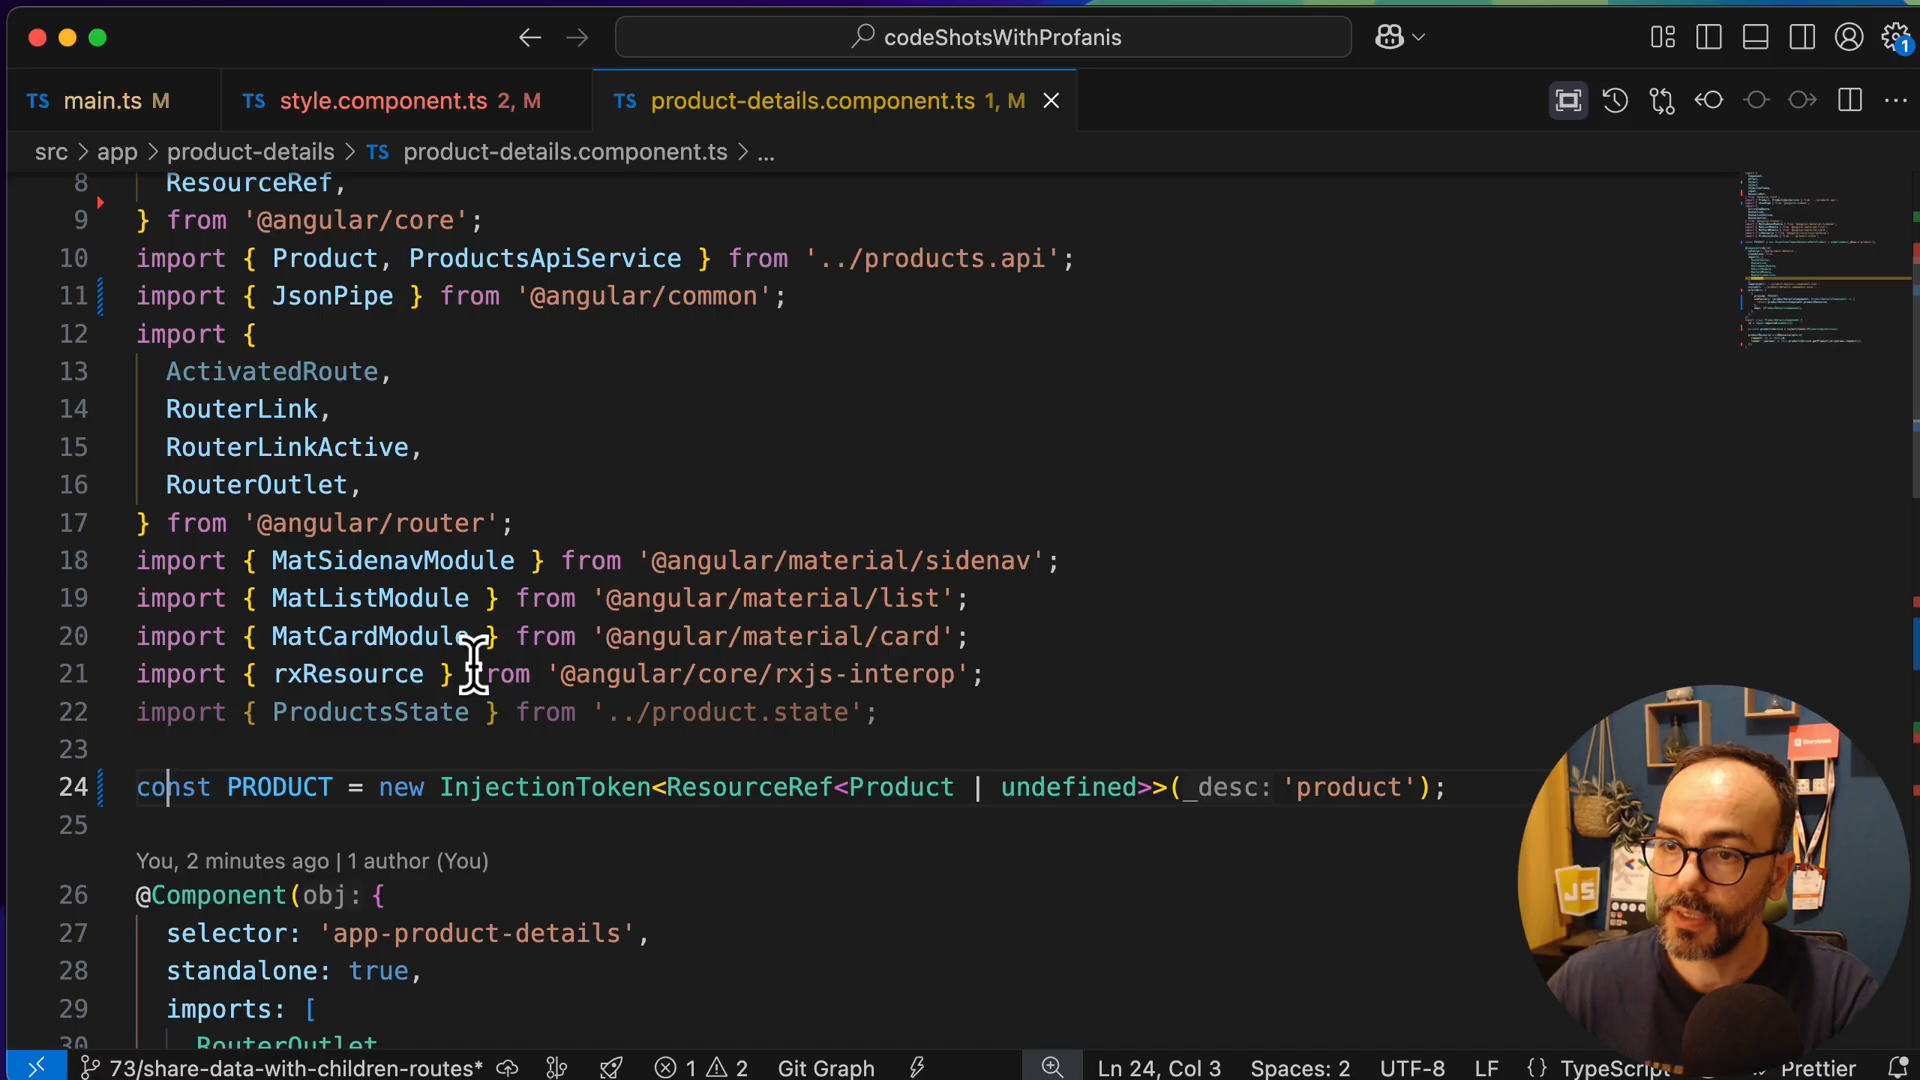 codeShotsWithProfanis
1
TS main.ts M
TS style.component.ts 2, M
TS product-details.component.ts 1, M
src > app > product-details > TS product-details.component.ts > ...
8 ResourceRef,
9 } from '@angular/core';
10 import { Product, ProductsApiService } from '../products.api';
11 import { JsonPipe } from '@angular/common';
12 import {
13 ActivatedRoute,
14 RouterLink,
15 RouterLinkActive,
16 RouterOutlet,
17 } from '@angular/router';
18 import { MatSidenavModule } from '@angular/material/sidenav';
19 import { MatListModule } from '@angular/material/list';
20 import { MatCardModule } from '@angular/material/card';
21 import { rxResource } from '@angular/core/rxjs-interop';
22 import { ProductsState } from '../product.state';
23
24 const PRODUCT = new InjectionToken<ResourceRef<Product | undefined>>(_desc: 'product');
25
You, 2 minutes ago | 1 author (You)
26 @Component(obj: {
27 selector: 'app-product-details',
28 standalone: true,
29 imports: [
30 RouterOutlet
73/share-data-with-children-routes* 1 2 Git Graph Ln 24, Col 3 Spaces: 2 UTF-8 LF {} TypeScript Prettier
JS